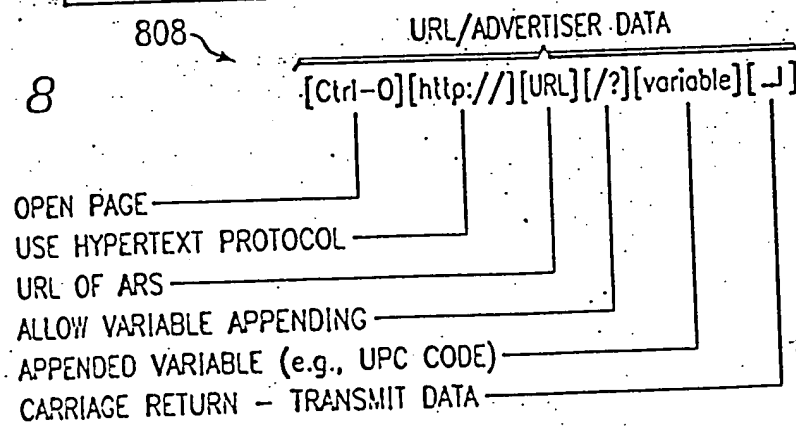 808
URL/ADVERTISER DATA
8
[Ctrl-O][http://][URL][/?][variable][↵]
OPEN PAGE
USE HYPERTEXT PROTOCOL
URL OF ARS
ALLOW VARIABLE APPENDING
APPENDED VARIABLE (e.g., UPC CODE)
CARRIAGE RETURN – TRANSMIT DATA